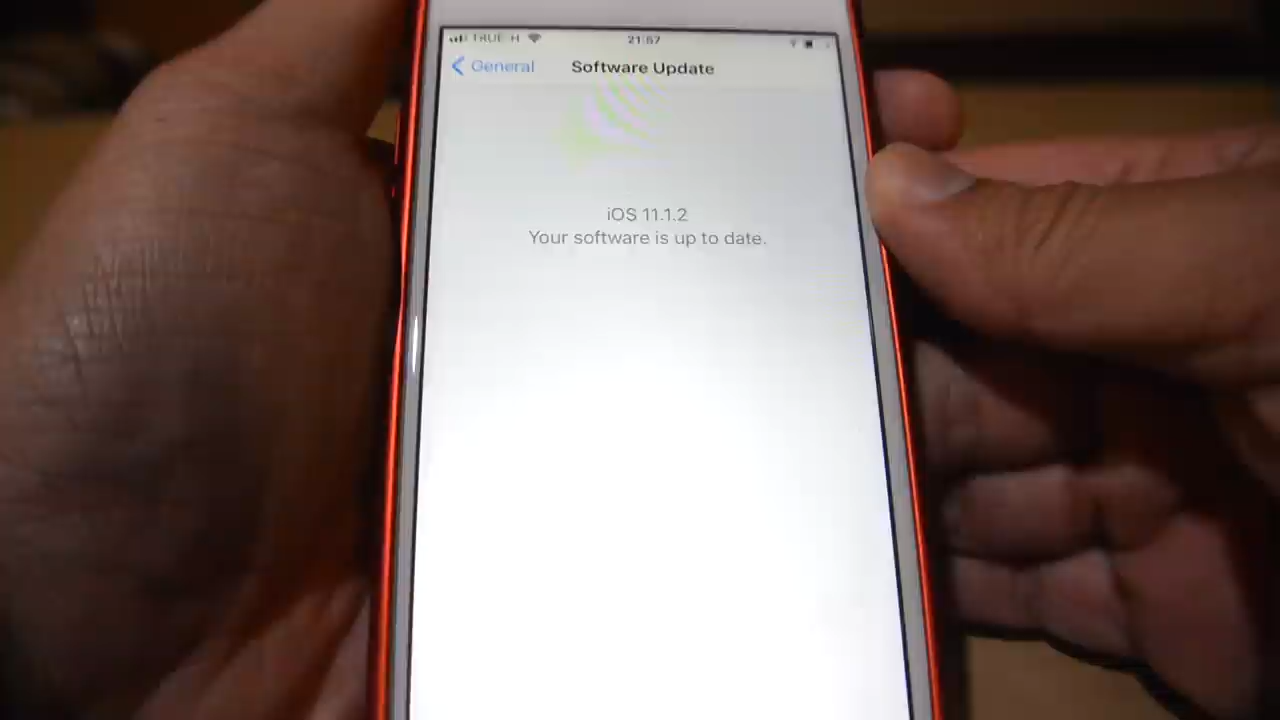 TRUE-H 21:57
General Software Update
iOS 11.1.2
Your software is up to date.